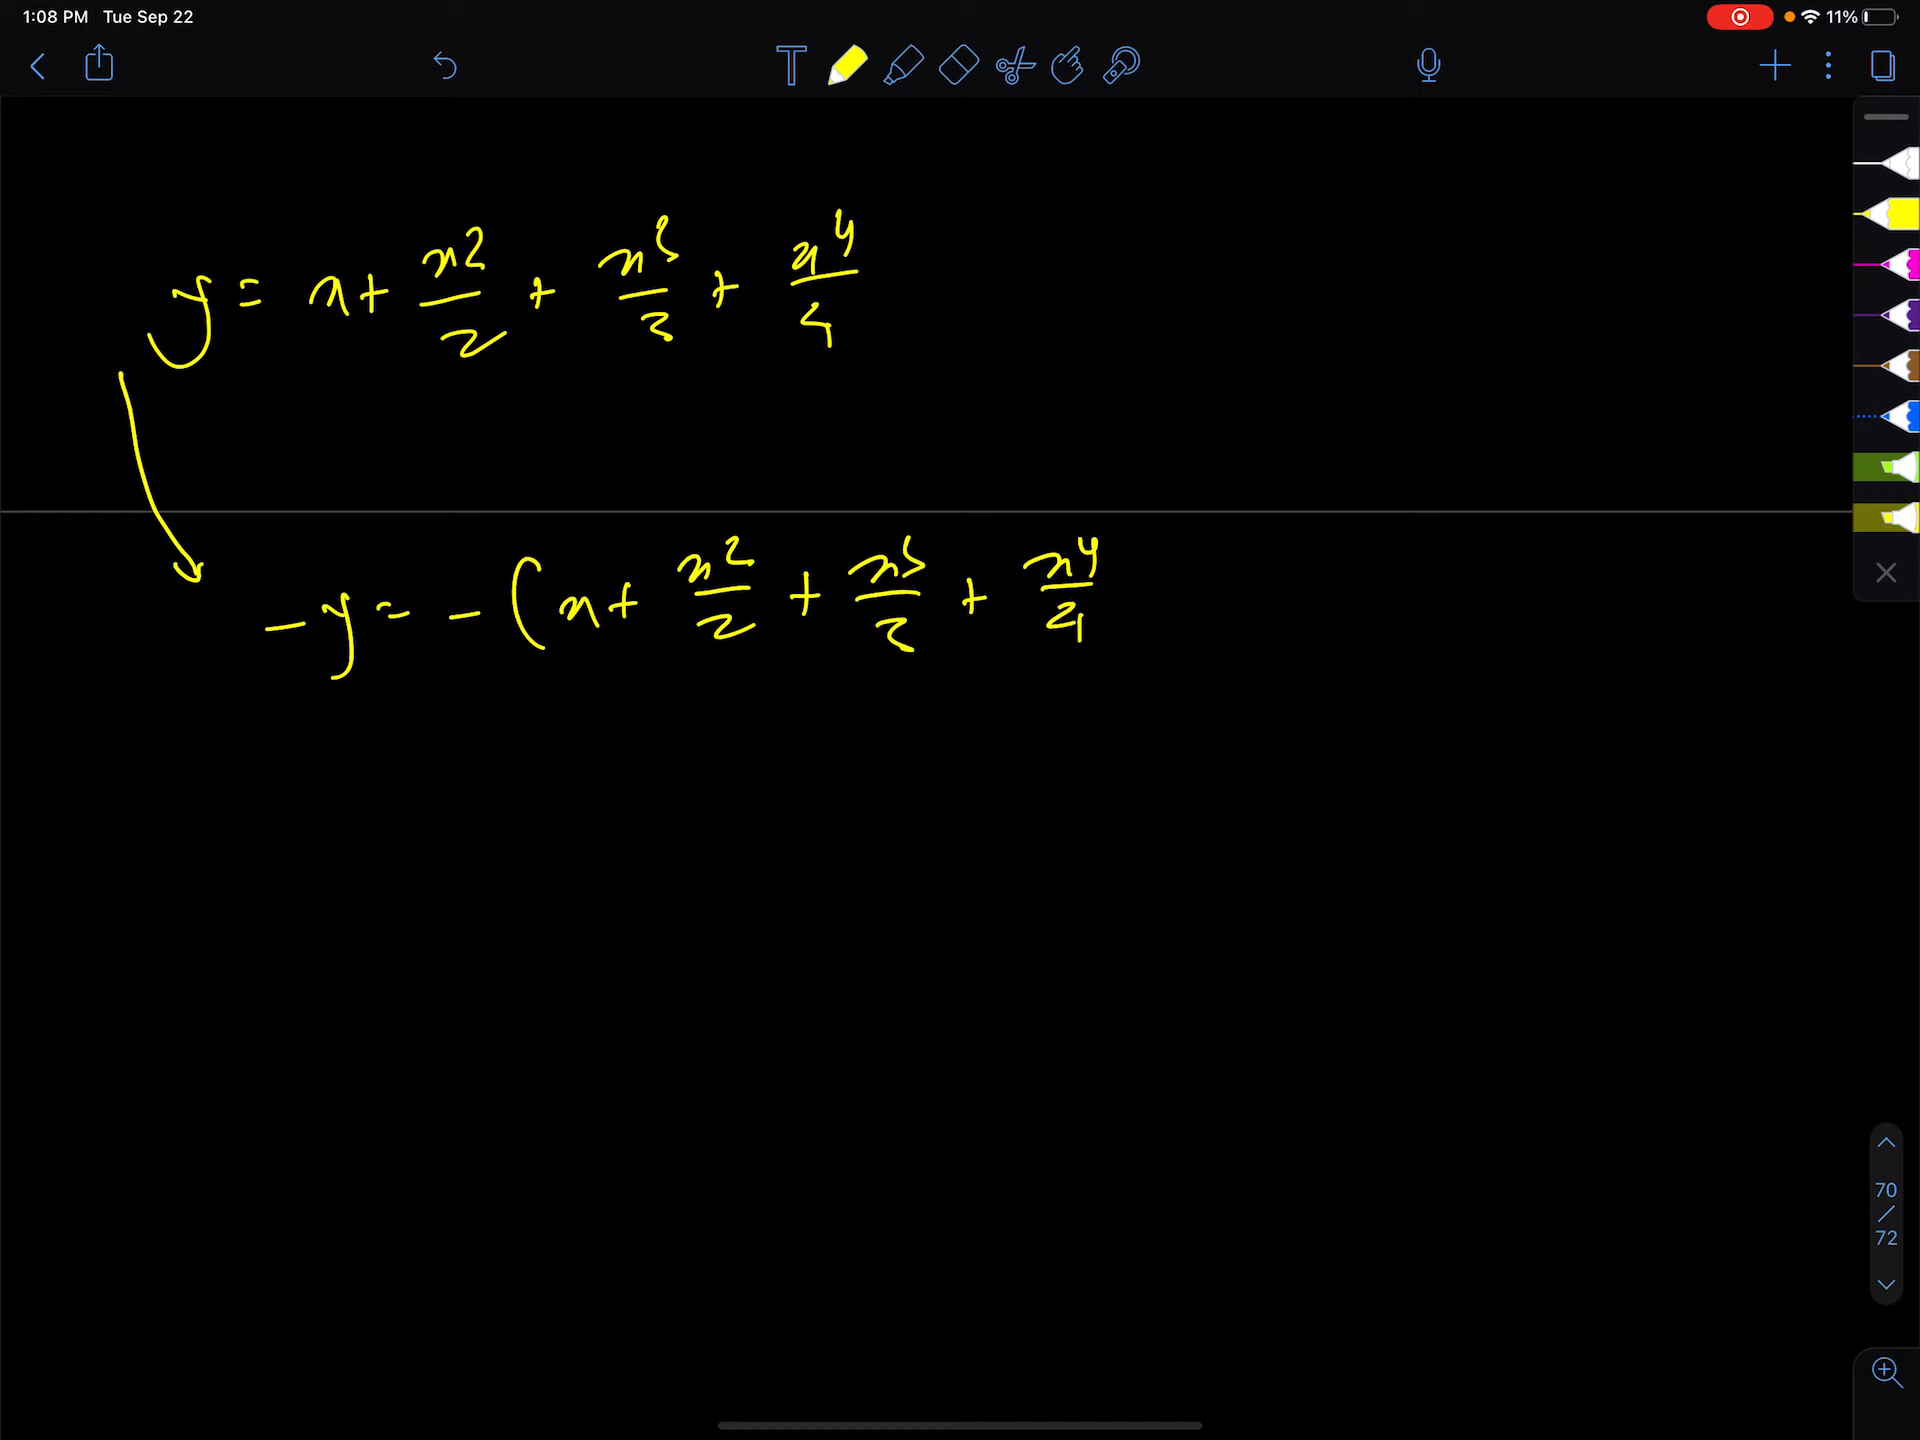 1:08 PM Tue Sep 22
11%
y = x + x²/2 + x³/3 + x⁴/4
-y = - ( x + x²/2 + x³/3 + x⁴/4
70
/
72